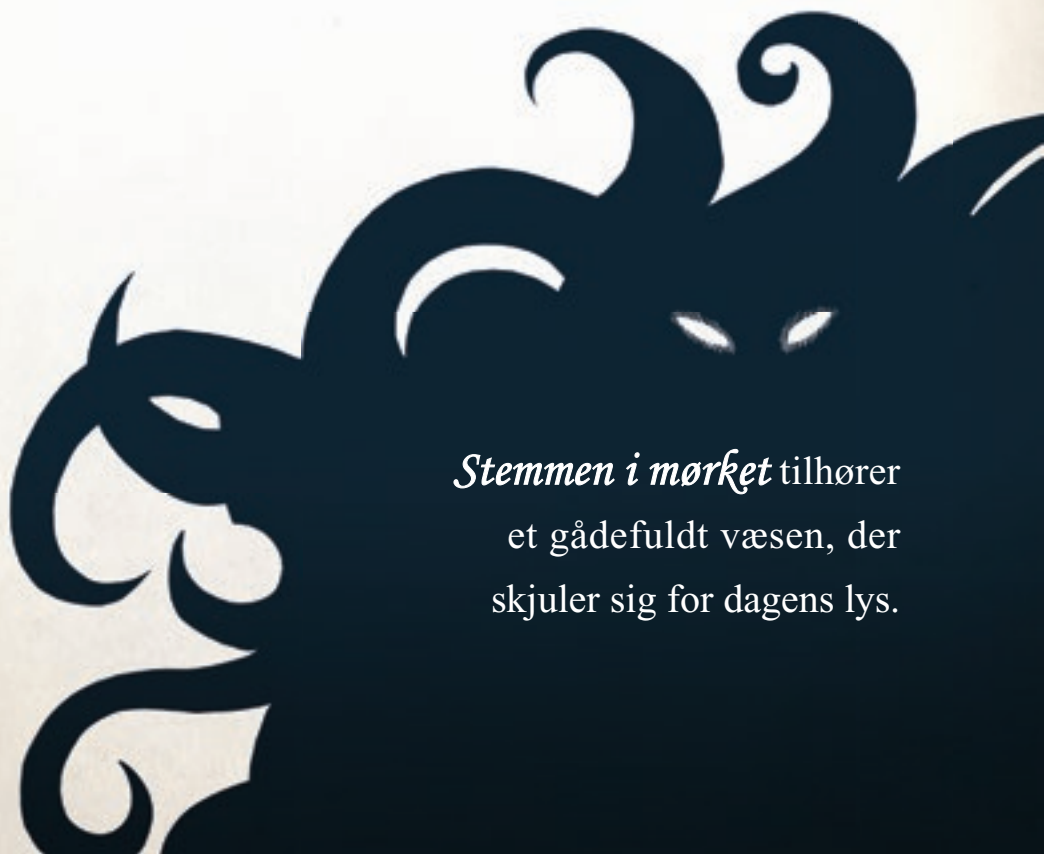 Stemmen i mørket tilhører
et gådefuldt væsen, der
skjuler sig for dagens lys.